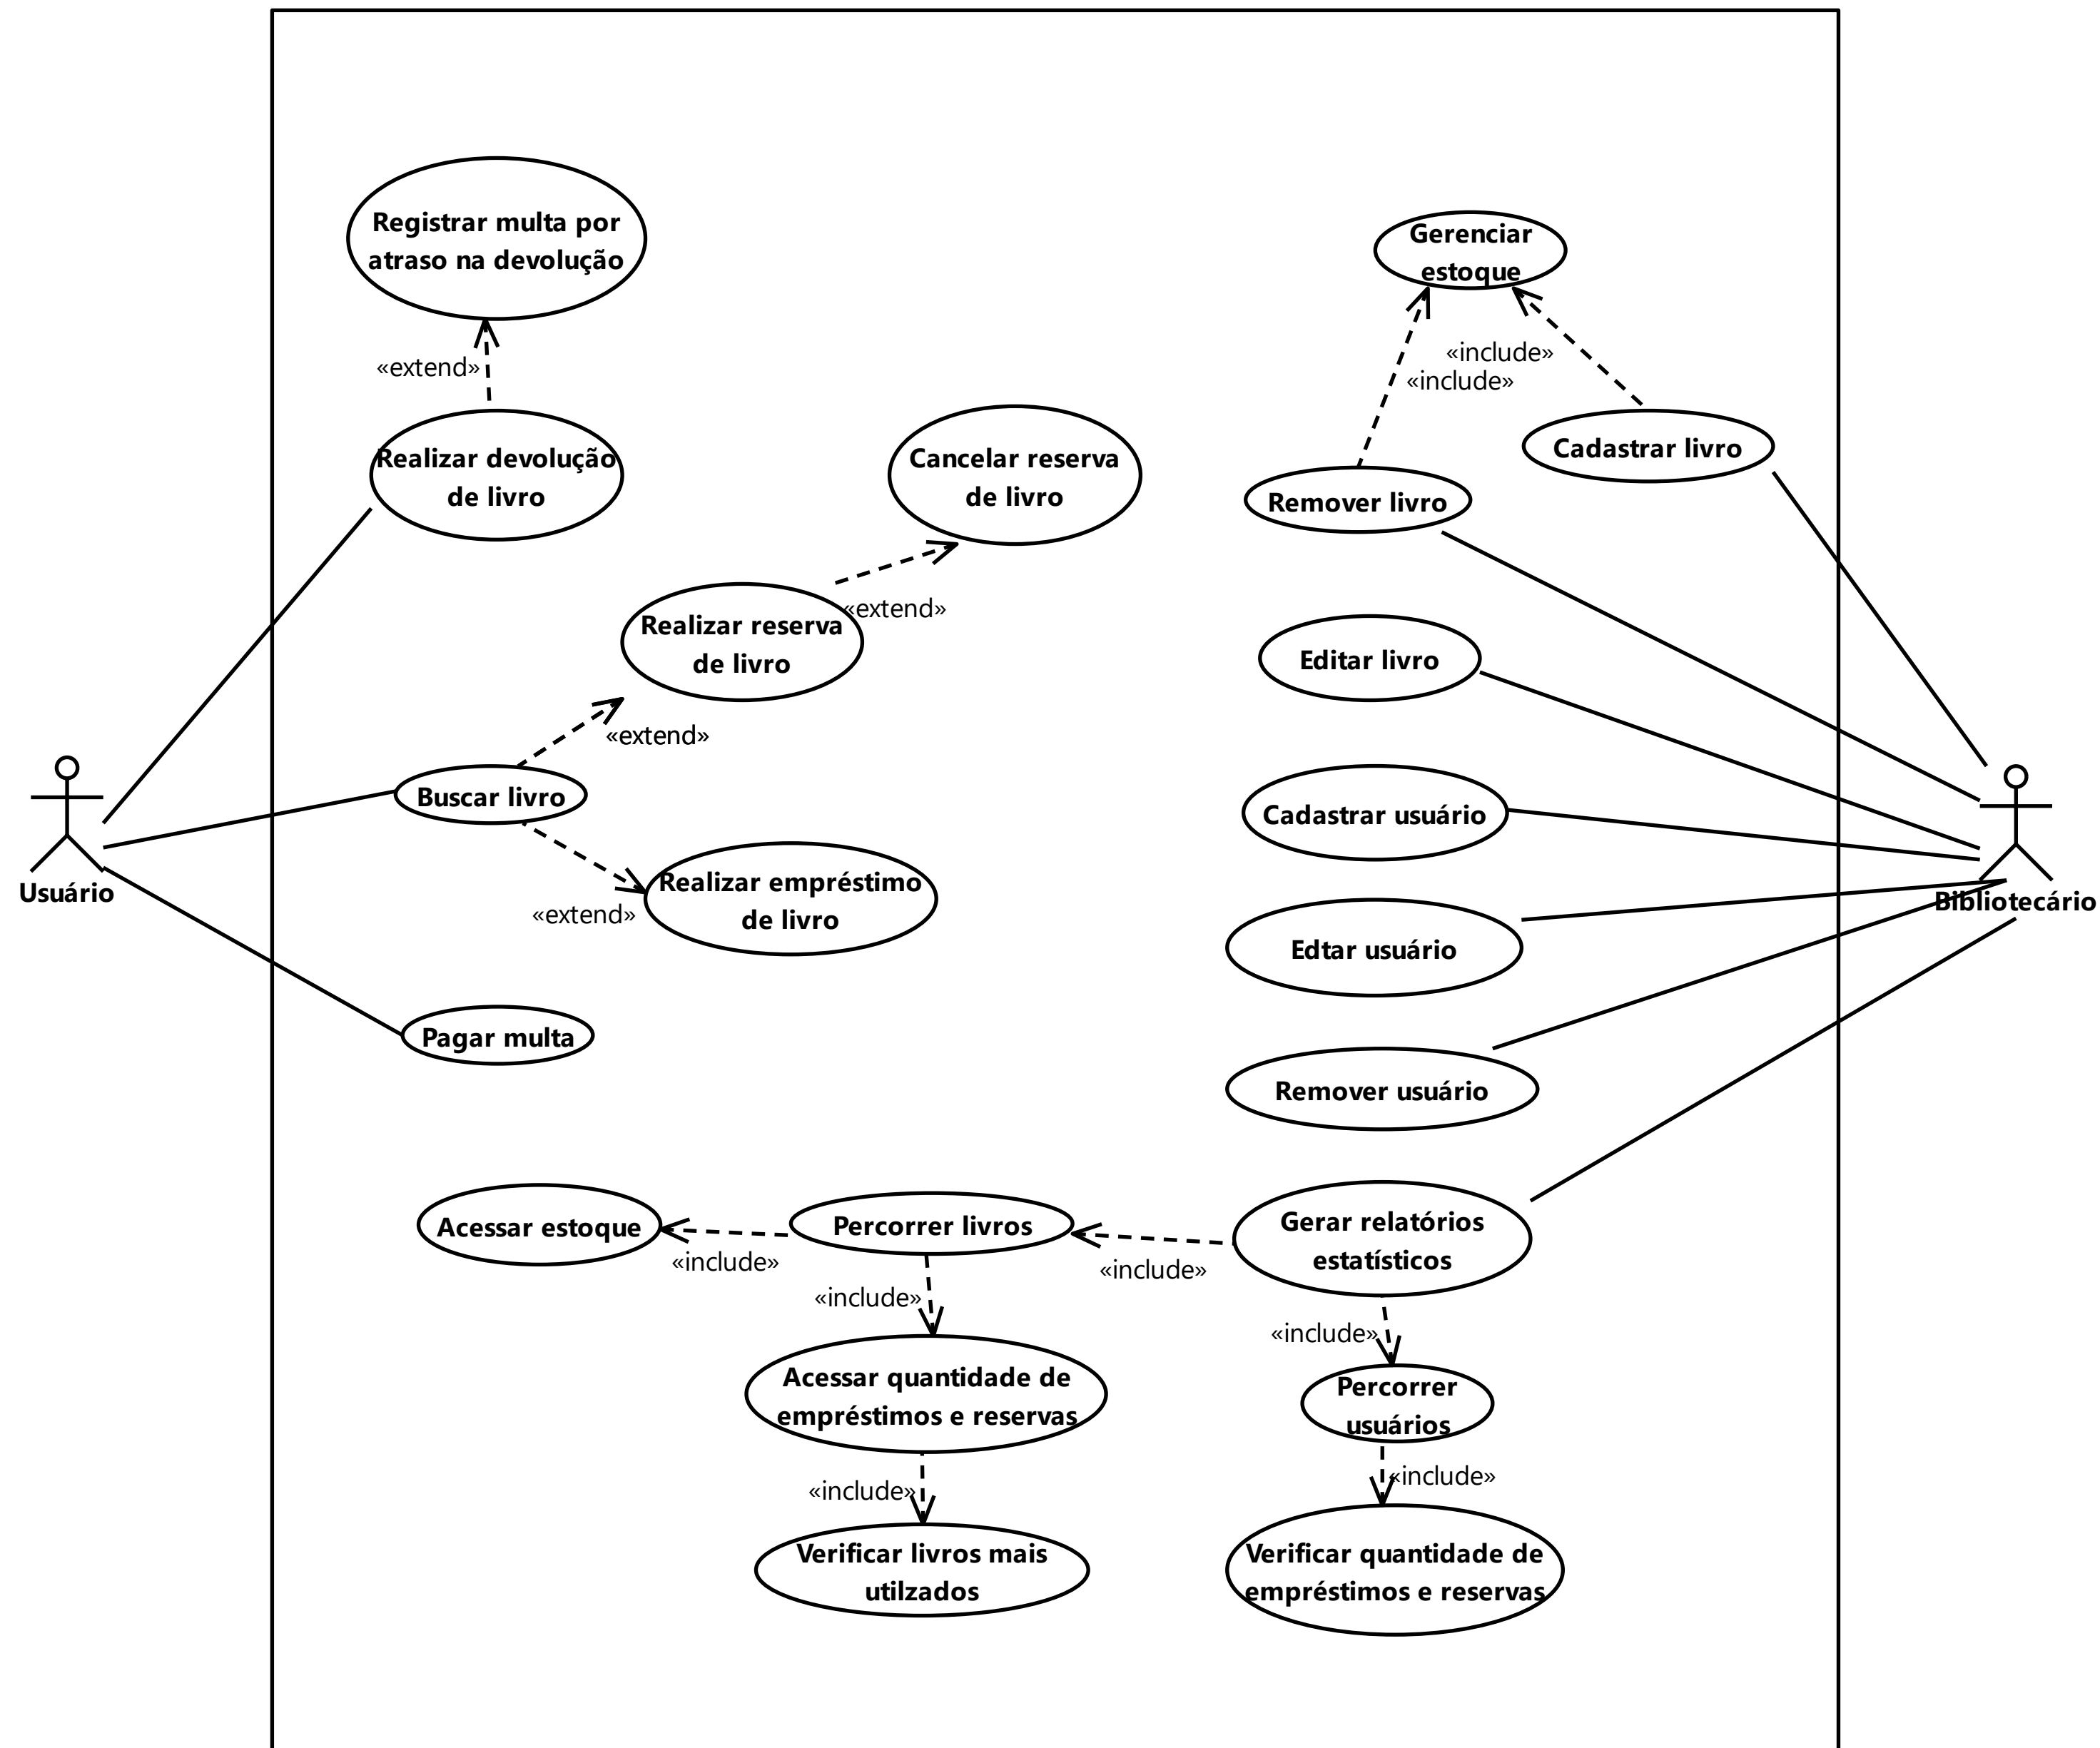 Registrar multa por
atraso na devolução
«extend»
Realizar devolução
de livro
Cancelar reserva
de livro
«extend»
Realizar reserva
de livro
«extend»
Buscar livro
«extend»
Realizar empréstimo
de livro
Pagar multa
Usuário
Gerenciar
estoque
«include»
«include»
Cadastrar livro
Remover livro
Editar livro
Cadastrar usuário
Edtar usuário
Remover usuário
Bibliotecário
Acessar estoque
«include»
Percorrer livros
«include»
Gerar relatórios
estatísticos
«include»
«include»
Acessar quantidade de
empréstimos e reservas
Percorrer
usuários
«include»
«include»
Verificar livros mais
utilzados
Verificar quantidade de
empréstimos e reservas